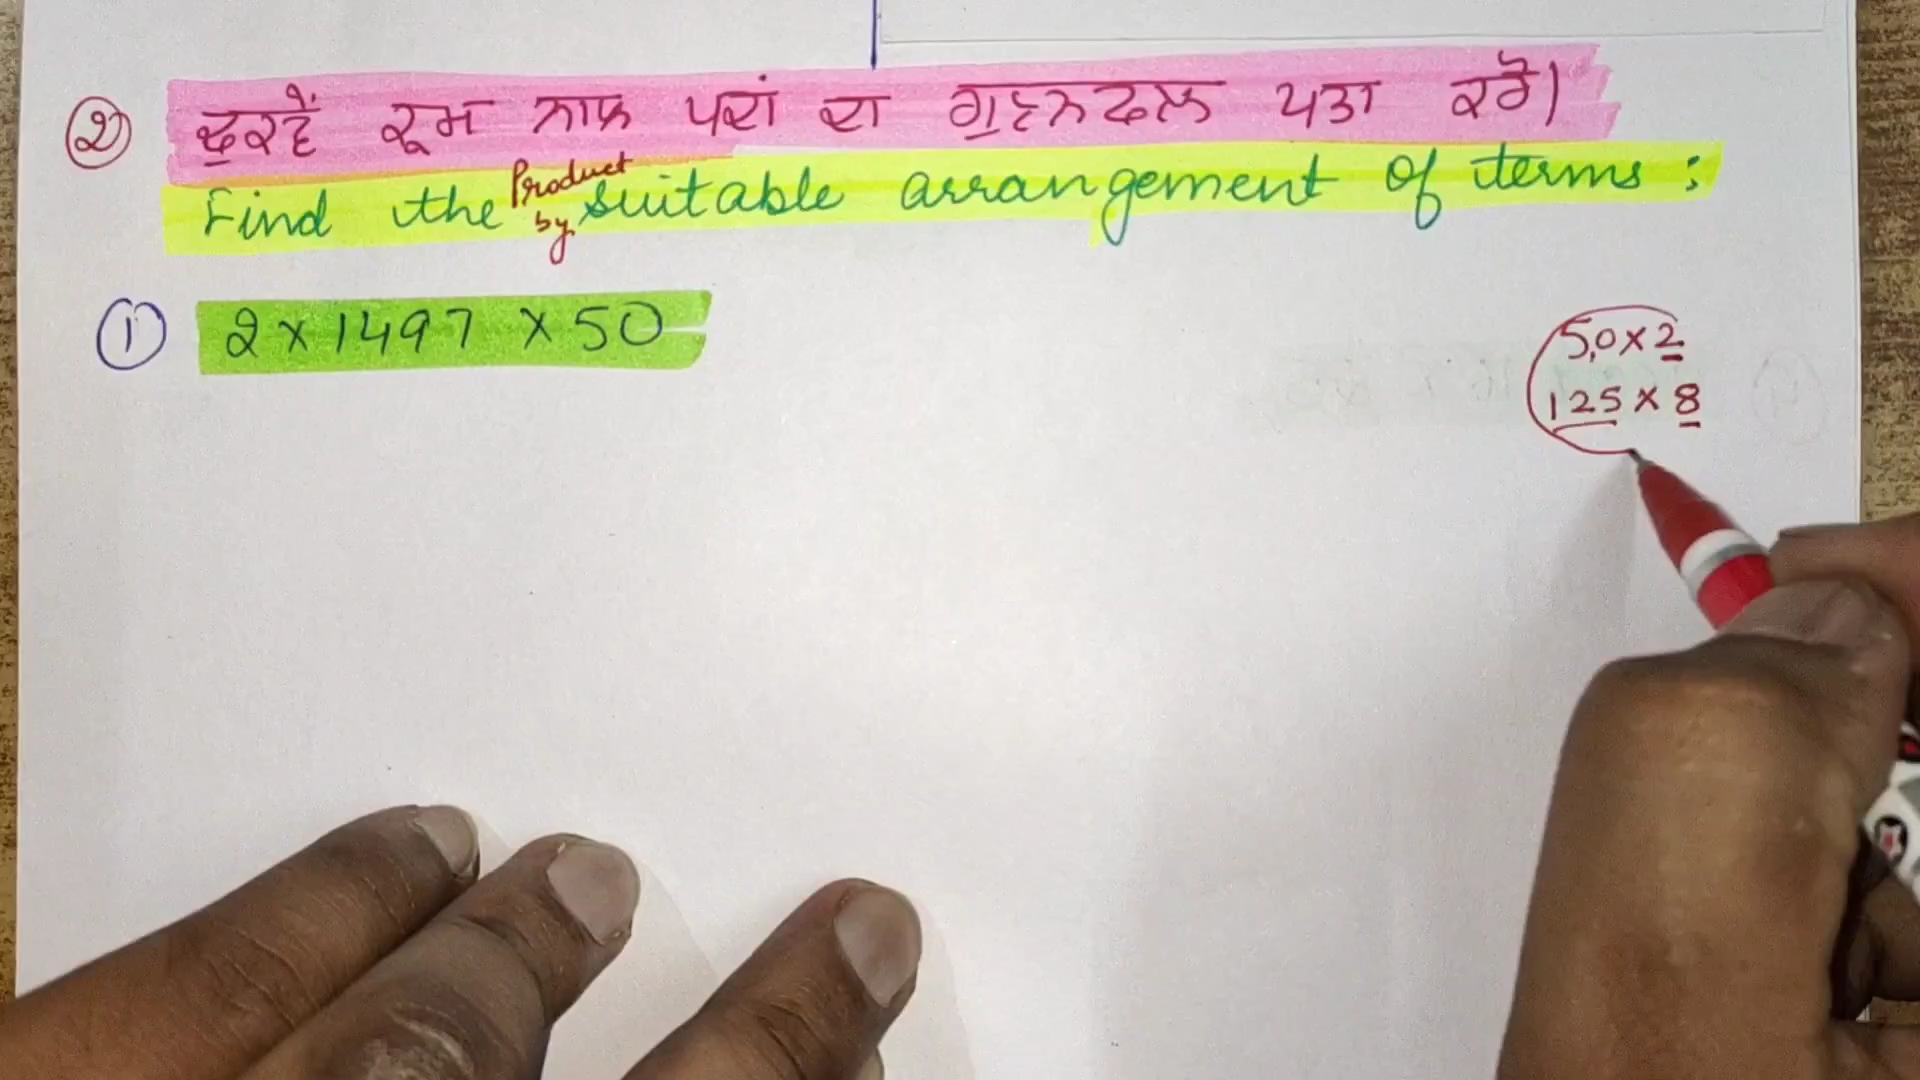 ② ਢੁਕਵੇਂ ਕ੍ਰਮ ਨਾਲ ਪਦਾਂ ਦਾ ਗੁਣਨਫਲ ਪਤਾ ਕਰੋ।
Find the Product by suitable arrangement of terms :
① 2 × 1497 × 50
50 × 2
125 × 8